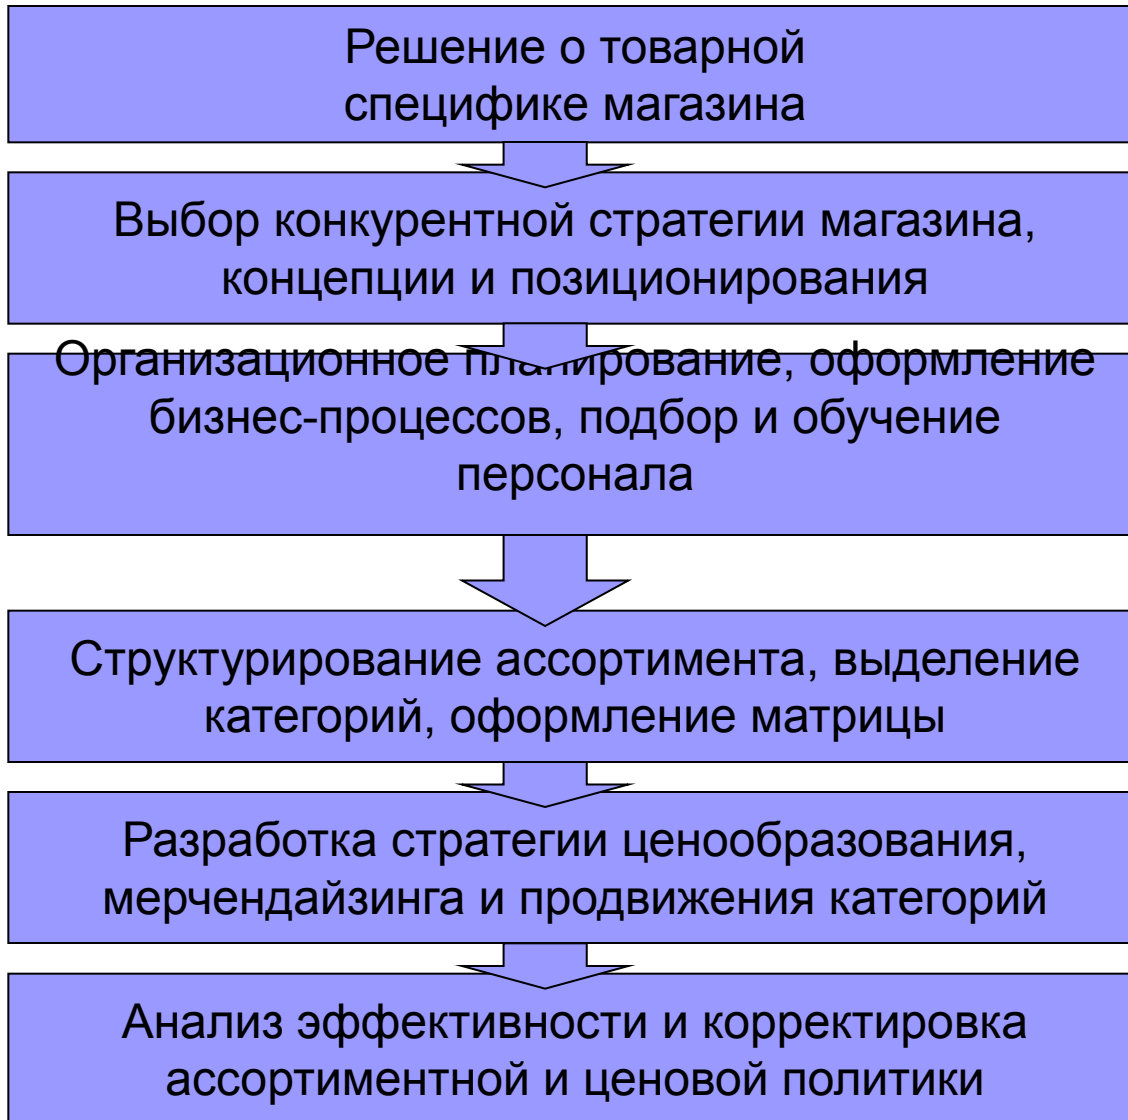 Решение о товарной
специфике магазина
Выбор конкурентной стратегии магазина,
концепции и позиционирования
Организационное планирование, оформление
бизнес-процессов, подбор и обучение
персонала
Структурирование ассортимента, выделение
категорий, оформление матрицы
Разработка стратегии ценообразования,
мерчендайзинга и продвижения категорий
Анализ эффективности и корректировка
ассортиментной и ценовой политики